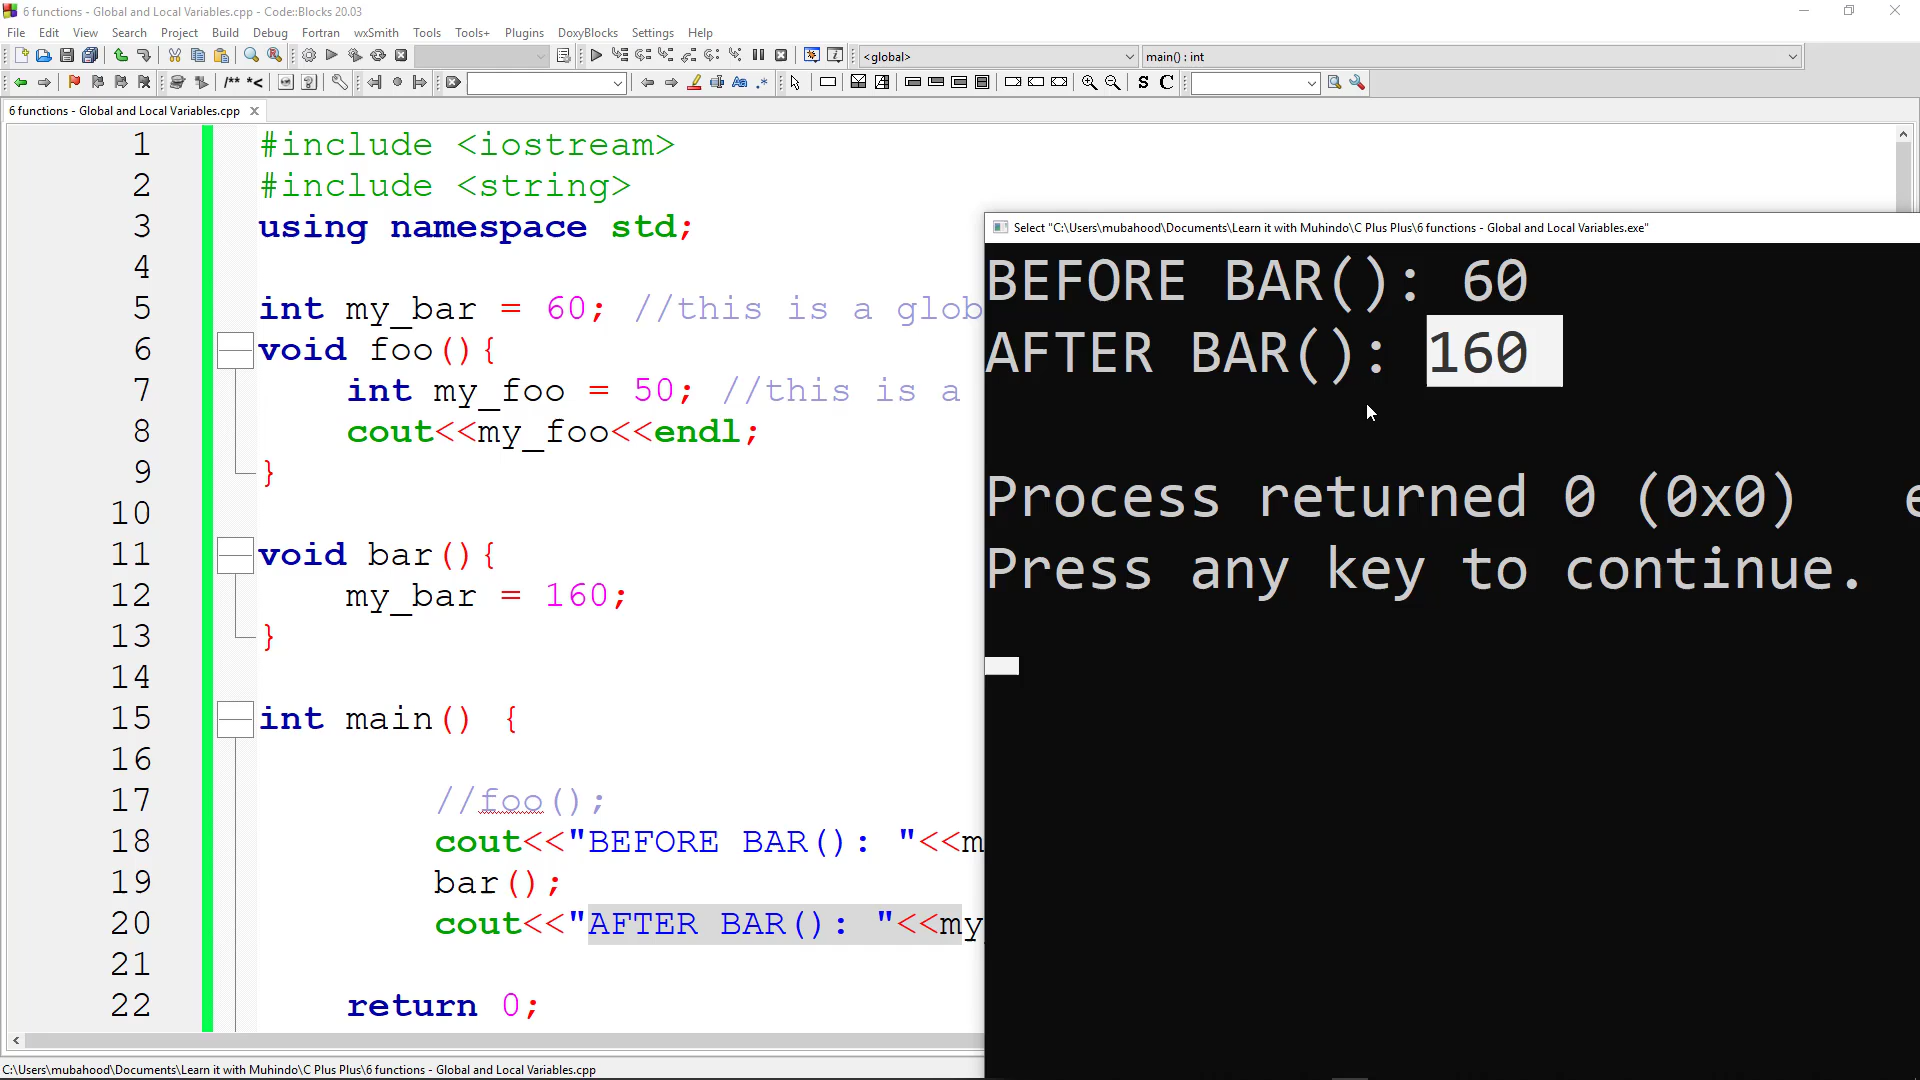 6 functions - Global and Local Variables.cpp - Code::Blocks 20.03
File Edit View Search Project Build Debug Fortran wxSmith Tools Tools+ Plugins DoxyBlocks Settings Help
<global> main() : int
/** *< Aa .* S C
6 functions - Global and Local Variables.cpp
1 #include <iostream>
2 #include <string>
3 using namespace std;
4
5 int my_bar = 60; //this is a glob
6 void foo(){
7 int my_foo = 50; //this is a
8 cout<<my_foo<<endl;
9 }
10
11 void bar(){
12 my_bar = 160;
13 }
14
15 int main() {
16
17 //foo();
18 cout<<"BEFORE BAR(): "<<m
19 bar();
20 cout<<"AFTER BAR(): "<<my
21
22 return 0;
Select "C:\Users\mubahood\Documents\Learn it with Muhindo\C Plus Plus\6 functions - Global and Local Variables.exe"
BEFORE BAR(): 60
AFTER BAR(): 160
Process returned 0 (0x0) e
Press any key to continue.
C:\Users\mubahood\Documents\Learn it with Muhindo\C Plus Plus\6 functions - Global and Local Variables.cpp